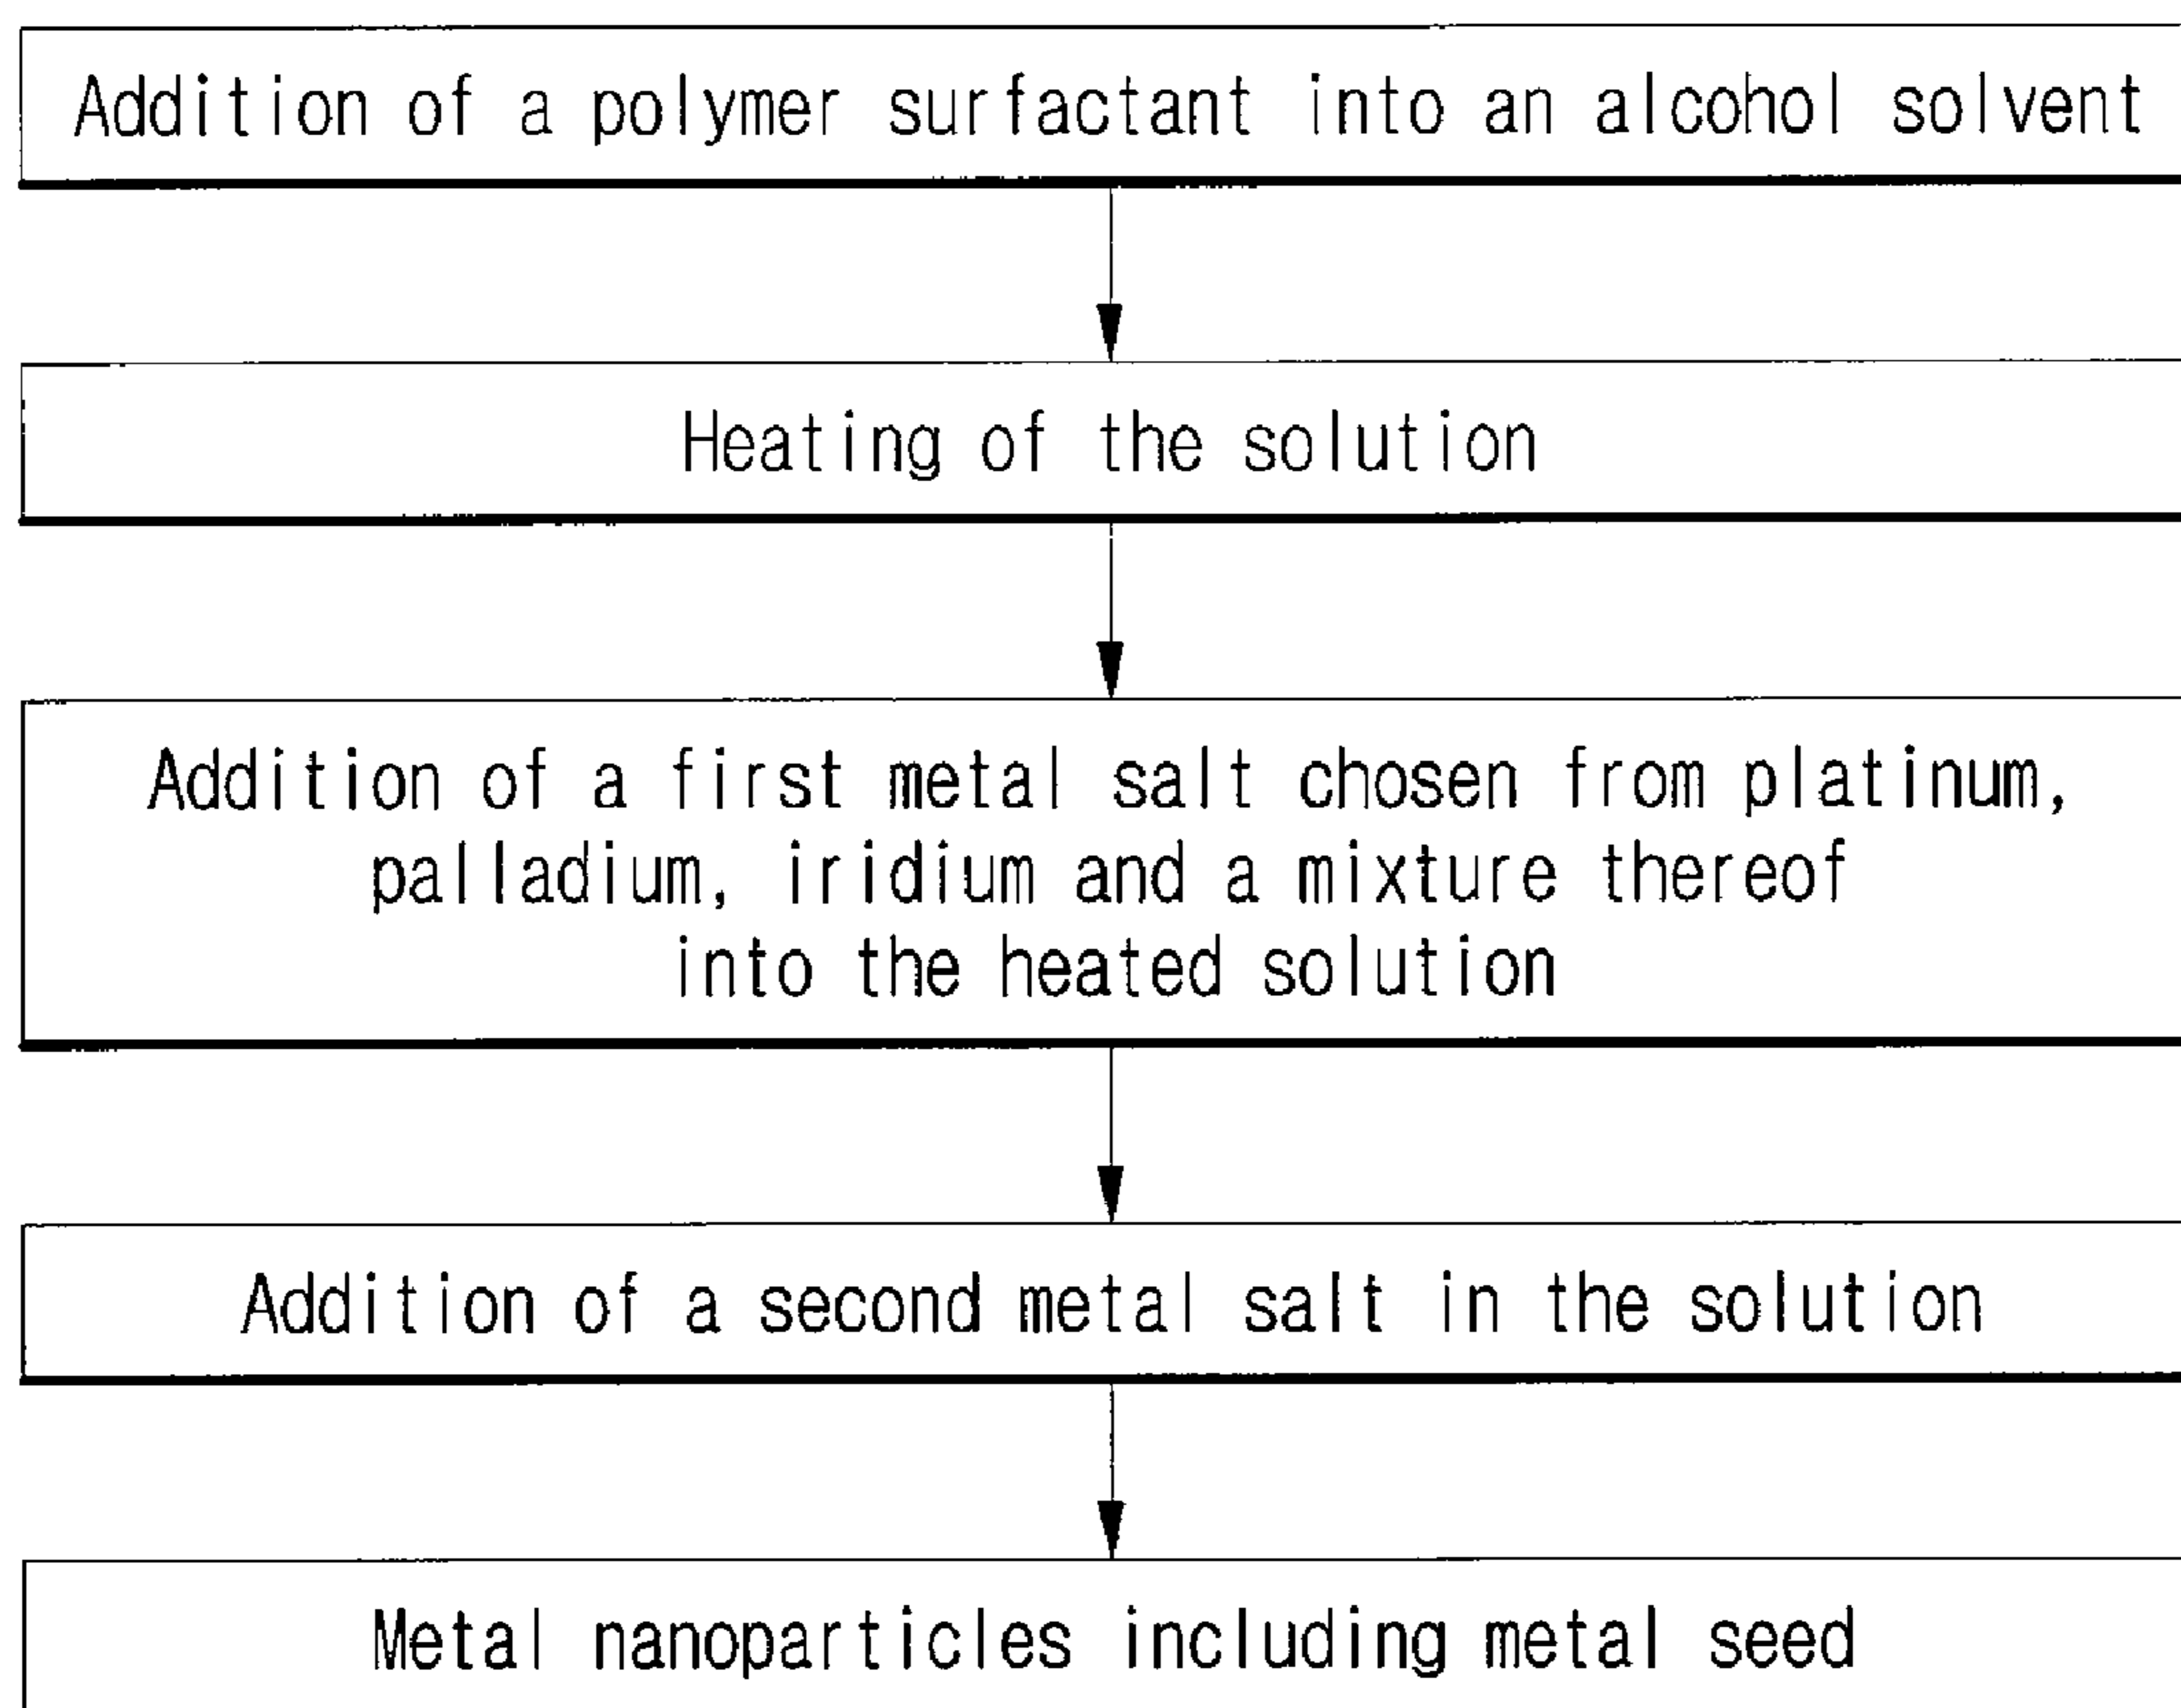 Addition of a polymer surfactant into an alcohol solvent
Heating of the solution
Addition of a first metal salt chosen from platinum,
palladium, iridium and a mixture thereof
into the heated solution
Addition of a second metal salt in the solution
Metal nanoparticles including metal seed